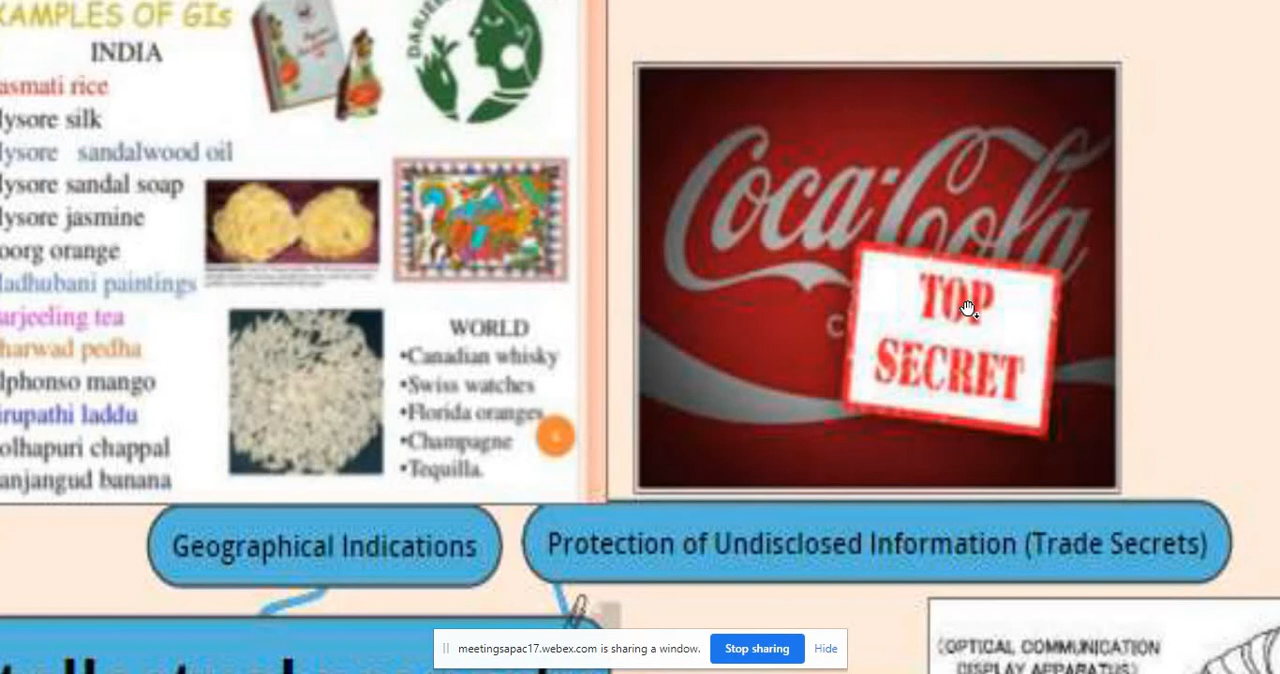 XAMPLES OF GIs
INDIA
asmati rice
lysore silk
lysore sandalwood oil
lysore sandal soap
lysore jasmine
oorg orange
ladhubani paintings
arjeeling tea
harwad pedha
lphonso mango
irupathi laddu
olhapuri chappal
anjangud banana
DARJEE
WORLD
•Canadian whisky
•Swiss watches
•Florida oranges
•Champagne
•Tequilla.
Coca-Cola
C
TOP
SECRET
Geographical Indications
Protection of Undisclosed Information (Trade Secrets)
(OPTICAL COMMUNICATION
DISPLAY APPARATUS)
meetingsapac17.webex.com is sharing a window.
Stop sharing
Hide